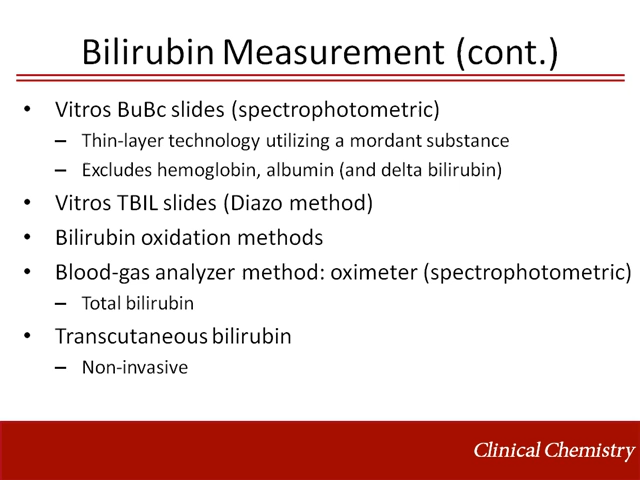 Bilirubin Measurement (cont.)
• Vitros BuBc slides (spectrophotometric)
– Thin-layer technology utilizing a mordant substance
– Excludes hemoglobin, albumin (and delta bilirubin)
• Vitros TBIL slides (Diazo method)
• Bilirubin oxidation methods
• Blood-gas analyzer method: oximeter (spectrophotometric)
– Total bilirubin
• Transcutaneous bilirubin
– Non-invasive
Clinical Chemistry